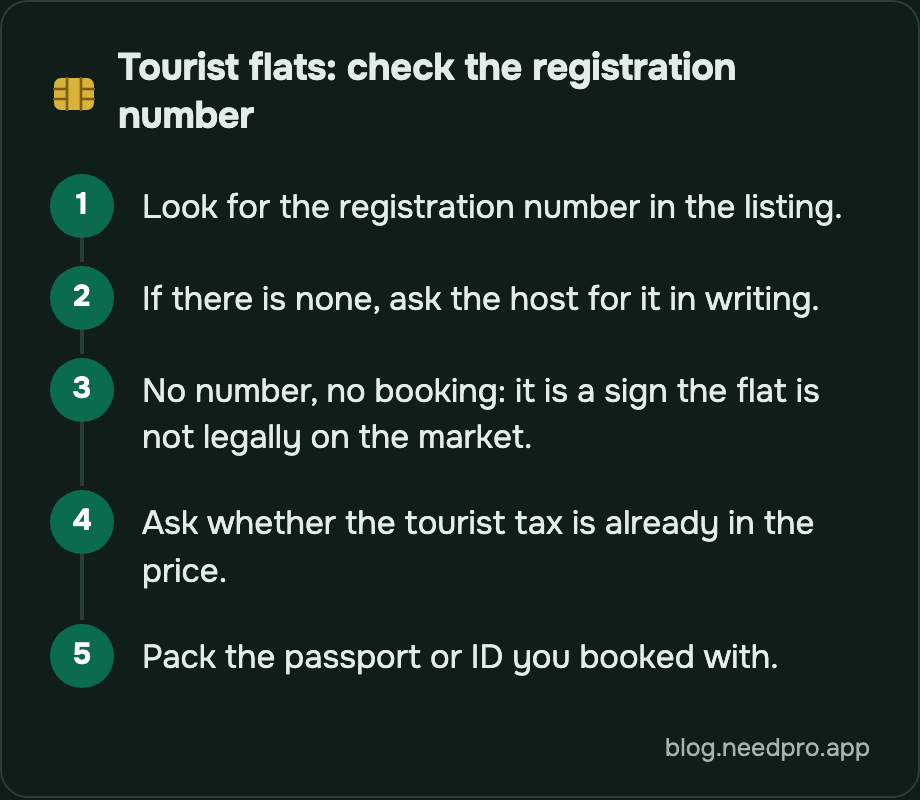 Tourist flats: check the registration
number
1
Look for the registration number in the listing.
2
If there is none, ask the host for it in writing.
3
No number, no booking: it is a sign the flat is
not legally on the market.
4
Ask whether the tourist tax is already in the
price.
5
Pack the passport or ID you booked with.
blog.needpro.app